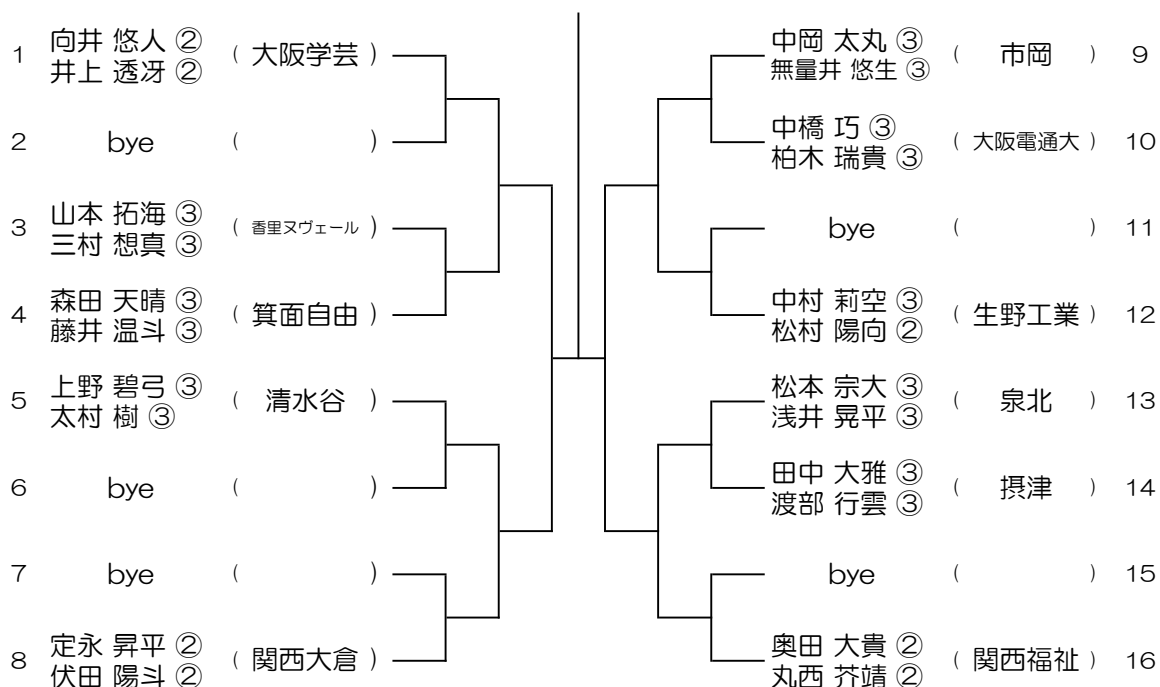 1 向井 悠人 ② ( 大阪学芸 )
井上 透冴 ②
2 bye ( )
3 山本 拓海 ③ ( 香里ヌヴェール )
三村 想真 ③
4 森田 天晴 ③ ( 箕面自由 )
藤井 温斗 ③
5 上野 碧弓 ③ ( 清水谷 )
太村 樹 ③
6 bye ( )
7 bye ( )
8 定永 昇平 ② ( 関西大倉 )
伏田 陽斗 ②
中岡 太丸 ③ ( 市岡 ) 9
無量井 悠生 ③
中橋 巧 ③ ( 大阪電通大 ) 10
柏木 瑞貴 ③
bye ( ) 11
中村 莉空 ③ ( 生野工業 ) 12
松村 陽向 ②
松本 宗大 ③ ( 泉北 ) 13
浅井 晃平 ③
田中 大雅 ③ ( 摂津 ) 14
渡部 行雲 ③
bye ( ) 15
奥田 大貴 ② ( 関西福祉 ) 16
丸西 芥靖 ②